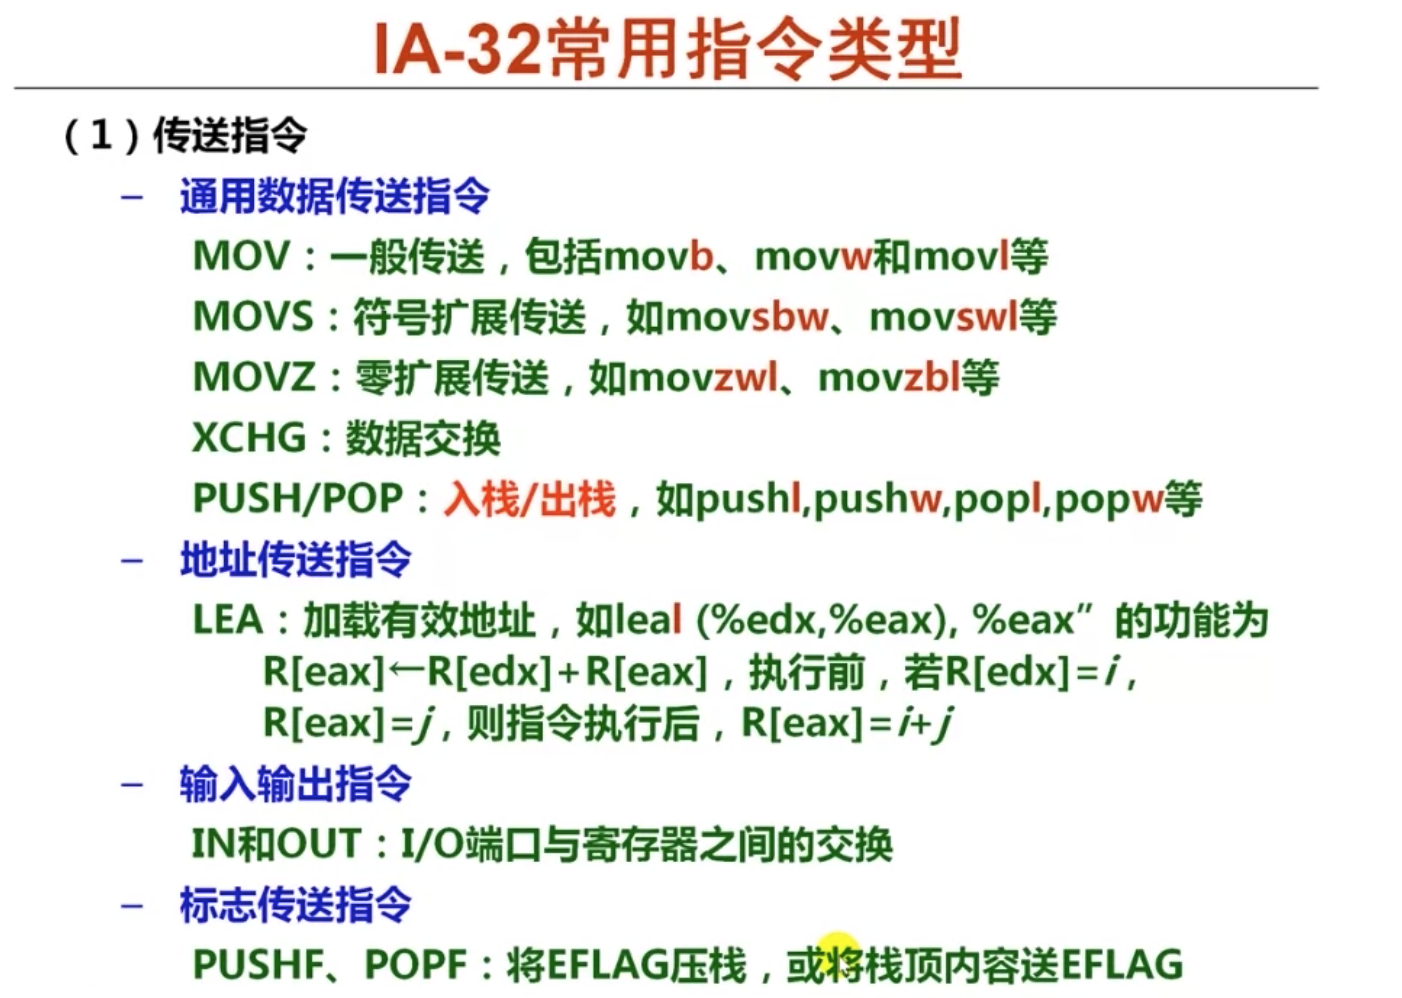 IA-32常用指令类型
（1）传送指令
– 通用数据传送指令
MOV：一般传送，包括movb、movw和movl等
MOVS：符号扩展传送，如movsbw、movswl等
MOVZ：零扩展传送，如movzwl、movzbl等
XCHG：数据交换
PUSH/POP：入栈/出栈，如pushl,pushw,popl,popw等
– 地址传送指令
LEA：加载有效地址，如leal (%edx,%eax), %eax”的功能为
R[eax]←R[edx]+R[eax]，执行前，若R[edx]=i，
R[eax]=j，则指令执行后，R[eax]=i+j
– 输入输出指令
IN和OUT：I/O端口与寄存器之间的交换
– 标志传送指令
PUSHF、POPF：将EFLAG压栈，或将栈顶内容送EFLAG